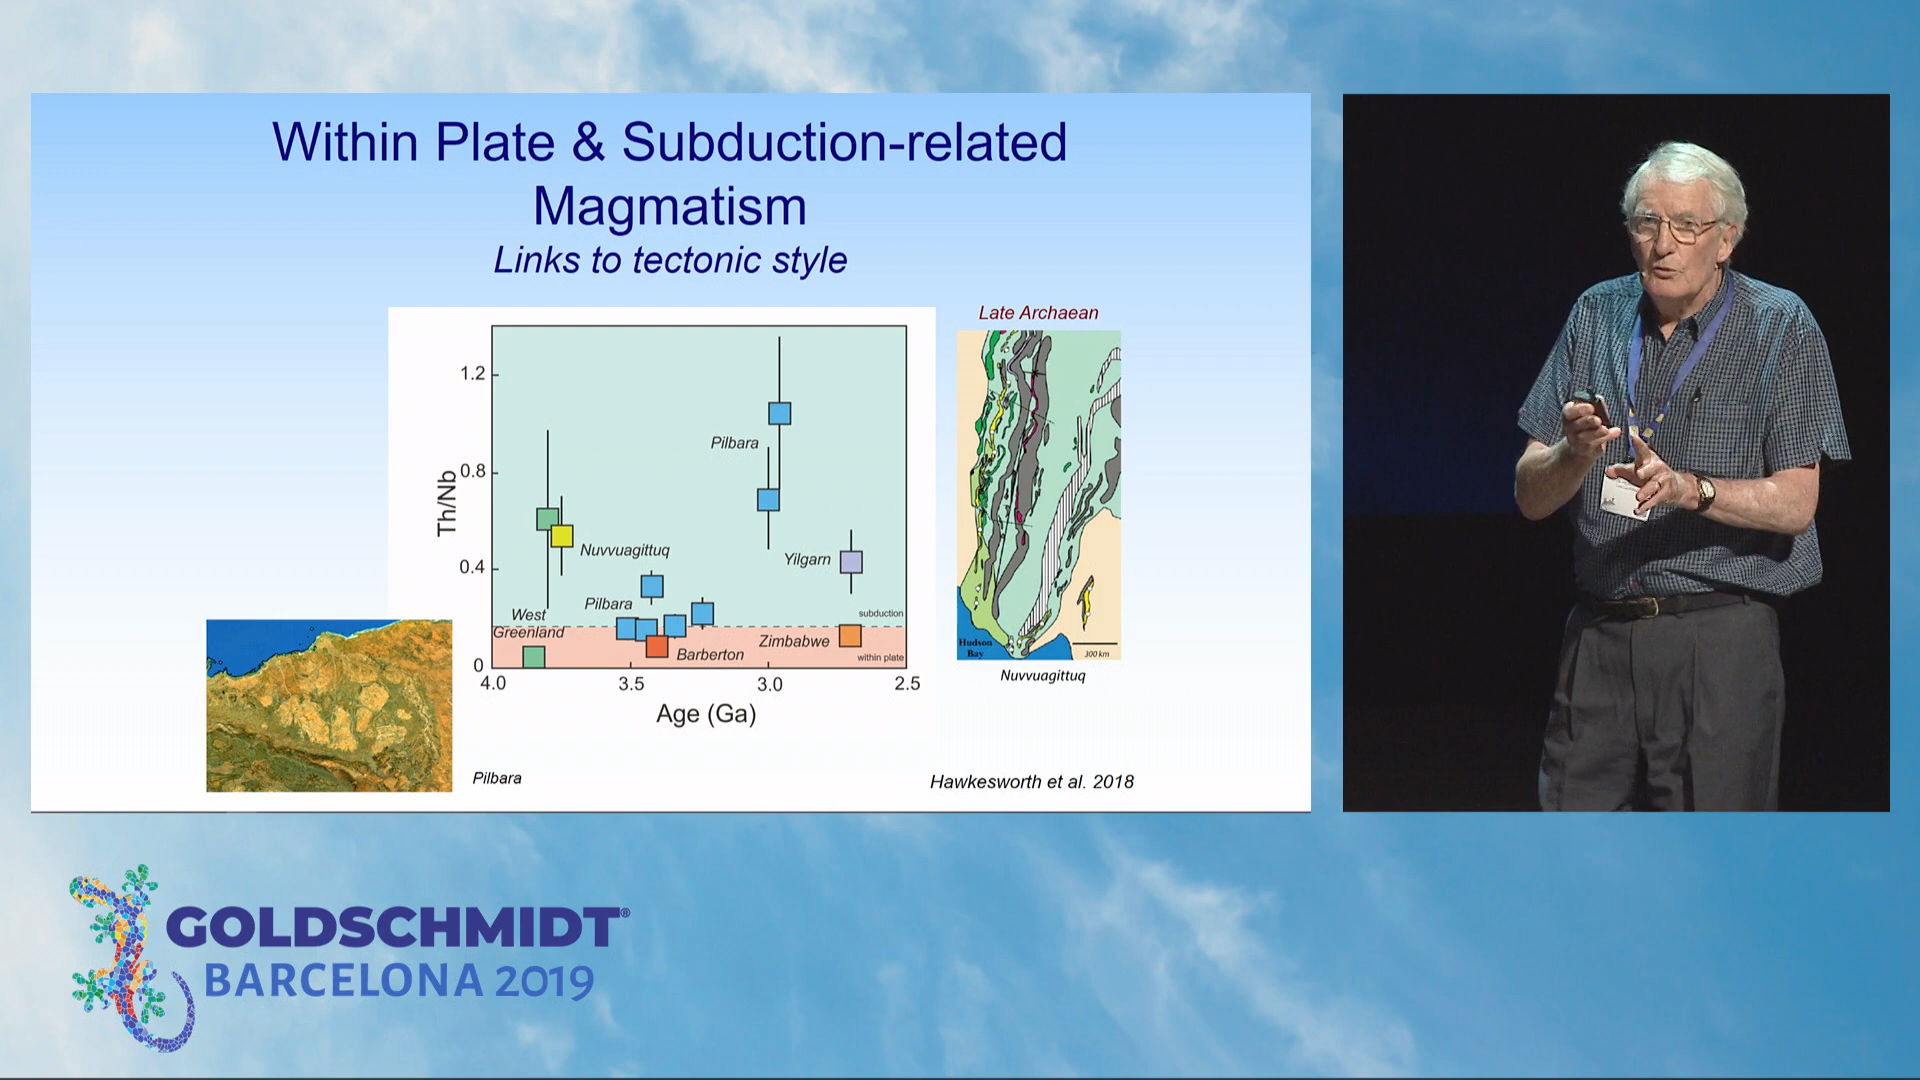 Within Plate & Subduction-related
Magmatism
Links to tectonic style
Late Archaean
1.2
0.8
0.4
0
Th/Nb
Pilbara
Nuvvuagittuq
Yilgarn
Pilbara
West
Greenland
subduction
Zimbabwe
Barberton
within plate
4.0
3.5
3.0
2.5
Age (Ga)
Hudson
Bay
300 km
Nuvvuagittuq
Pilbara
Hawkesworth et al. 2018
GOLDSCHMIDT®
BARCELONA 2019